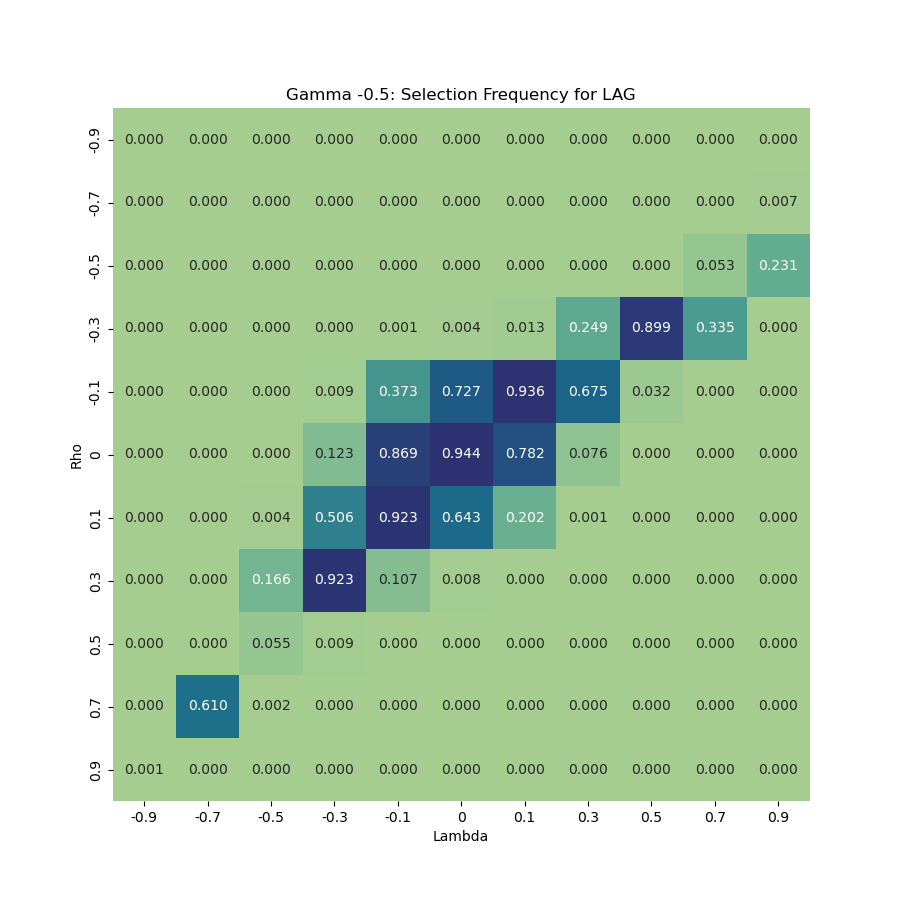 Gamma -0.5: Selection Frequency for LAG
-0.9 0.000 0.000 0.000 0.000 0.000 0.000 0.000 0.000 0.000 0.000 0.000
-0.7 0.000 0.000 0.000 0.000 0.000 0.000 0.000 0.000 0.000 0.000 0.007
-0.5 0.000 0.000 0.000 0.000 0.000 0.000 0.000 0.000 0.000 0.053 0.231
-0.3 0.000 0.000 0.000 0.000 0.001 0.004 0.013 0.249 0.899 0.335 0.000
-0.1 0.000 0.000 0.000 0.009 0.373 0.727 0.936 0.675 0.032 0.000 0.000
Rho
0 0.000 0.000 0.000 0.123 0.869 0.944 0.782 0.076 0.000 0.000 0.000
0.1 0.000 0.000 0.004 0.506 0.923 0.643 0.202 0.001 0.000 0.000 0.000
0.3 0.000 0.000 0.166 0.923 0.107 0.008 0.000 0.000 0.000 0.000 0.000
0.5 0.000 0.000 0.055 0.009 0.000 0.000 0.000 0.000 0.000 0.000 0.000
0.7 0.000 0.610 0.002 0.000 0.000 0.000 0.000 0.000 0.000 0.000 0.000
0.9 0.001 0.000 0.000 0.000 0.000 0.000 0.000 0.000 0.000 0.000 0.000
-0.9 -0.7 -0.5 -0.3 -0.1 0 0.1 0.3 0.5 0.7 0.9
Lambda